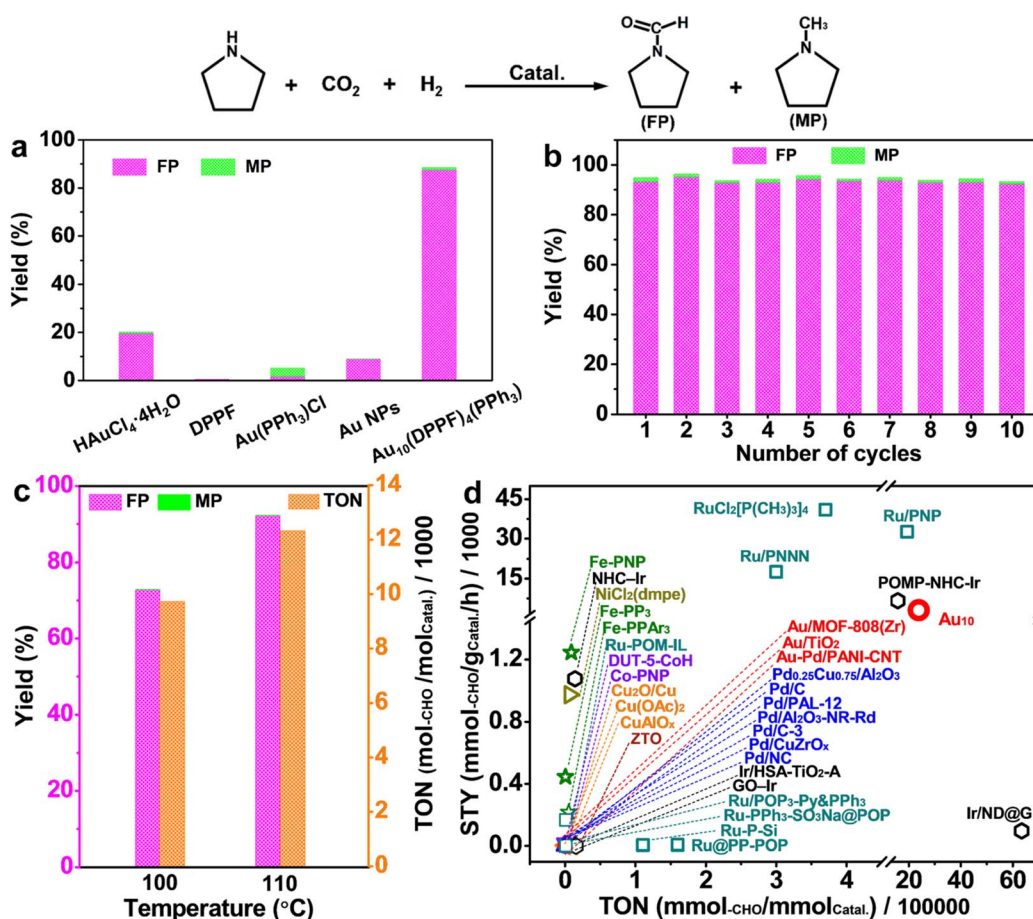 H
N
+ CO₂ + H₂
Catal.
O
C
H
N
(FP)
+
CH₃
N
(MP)
a
FP MP
Yield (%)
100
80
60
40
20
0
HAuCl₄·4H₂O
DPPF
Au(PPh₃)Cl
Au NPs
Au₁₀(DPPF)₄(PPh₃)
b
FP MP
Yield (%)
100
80
60
40
20
0
1 2 3 4 5 6 7 8 9 10
Number of cycles
c
FP MP TON
Yield (%)
100
80
60
40
20
0
14
12
10
8
6
4
2
0
TON (mol-CHO /molCatal.) / 1000
100 110
Temperature (°C)
d
STY (mmol-CHO/gCatal./h) / 1000
45
30
15
1.2
0.8
0.4
0.0
RuCl₂[P(CH₃)₃]₄
Ru/PNP
Ru/PNNN
POMP-NHC-Ir
Au₁₀
Fe-PNP
NHC–Ir
NiCl₂(dmpe)
Fe-PP₃
Fe-PPAr₃
Ru-POM-IL
DUT-5-CoH
Co-PNP
Cu₂O/Cu
Cu(OAc)₂
CuAlOₓ
ZTO
Au/MOF-808(Zr)
Au/TiO₂
Au-Pd/PANI-CNT
Pd₀.₂₅Cu₀.₇₅/Al₂O₃
Pd/C
Pd/PAL-12
Pd/Al₂O₃-NR-Rd
Pd/C-3
Pd/CuZrOₓ
Pd/NC
Ir/HSA-TiO₂-A
GO–Ir
Ru/POP₃-Py&PPh₃
Ru-PPh₃-SO₃Na@POP
Ru-P-Si
Ru@PP-POP
Ir/ND@G
0 1 2 3 4 20 40 60
TON (mmol-CHO/mmolCatal.) / 100000